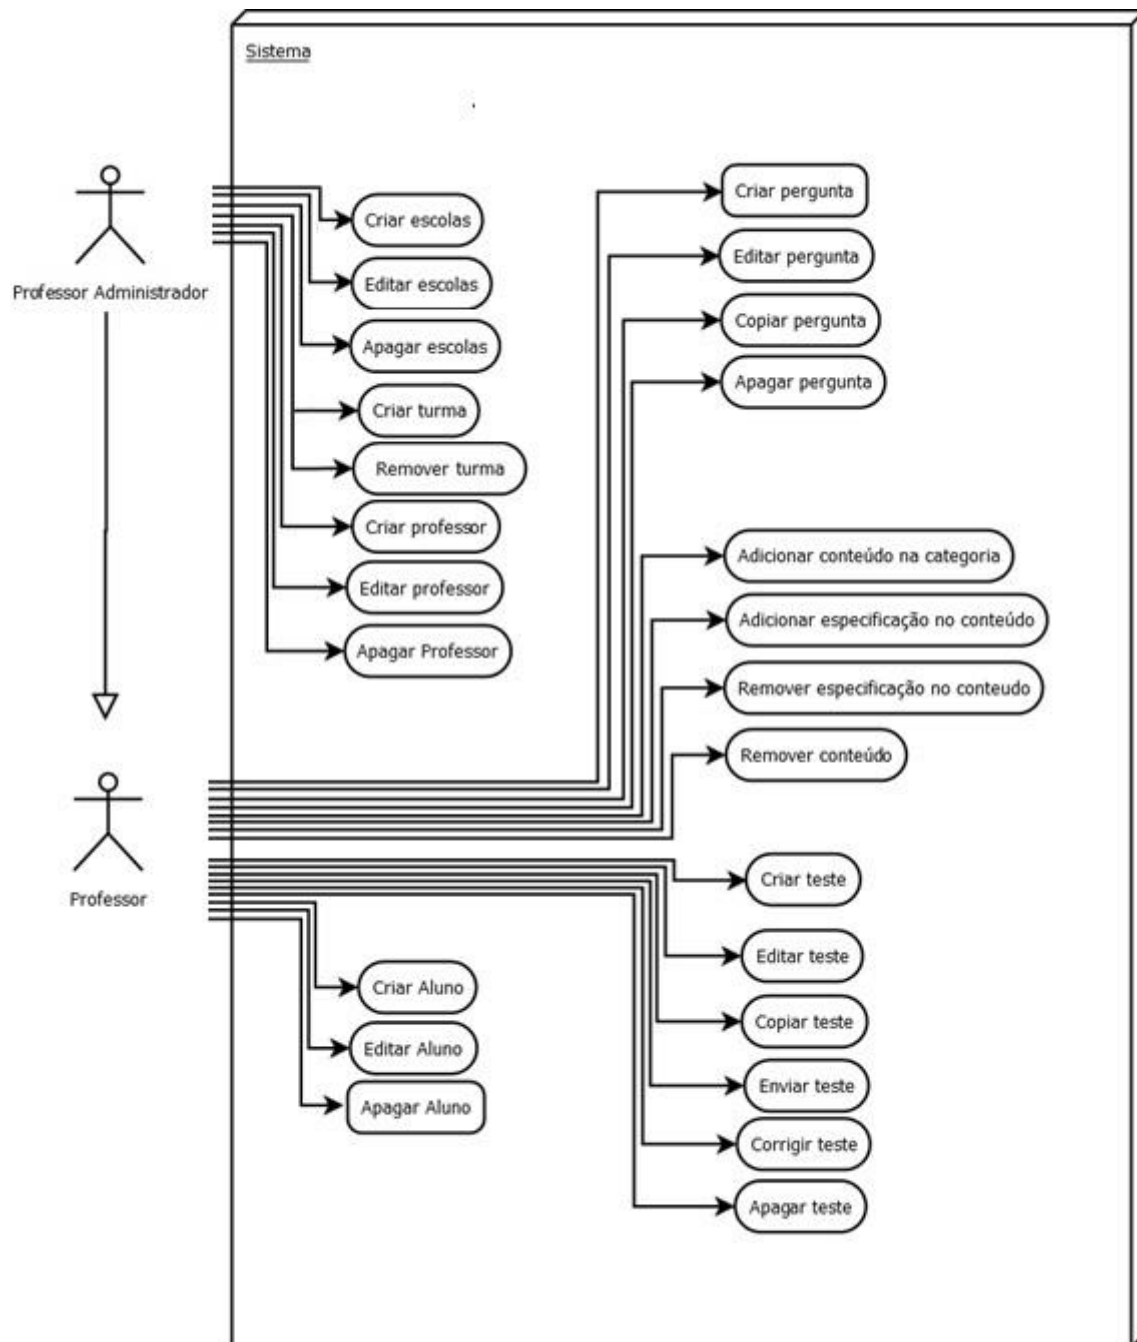 Sistema
Professor Administrador
Criar escolas
Editar escolas
Apagar escolas
Criar turma
Remover turma
Criar professor
Editar professor
Apagar Professor
Criar pergunta
Editar pergunta
Copiar pergunta
Apagar pergunta
Adicionar conteúdo na categoria
Adicionar especificação no conteúdo
Remover especificação no conteudo
Remover conteúdo
Professor
Criar teste
Editar teste
Copiar teste
Enviar teste
Corrigir teste
Apagar teste
Criar Aluno
Editar Aluno
Apagar Aluno